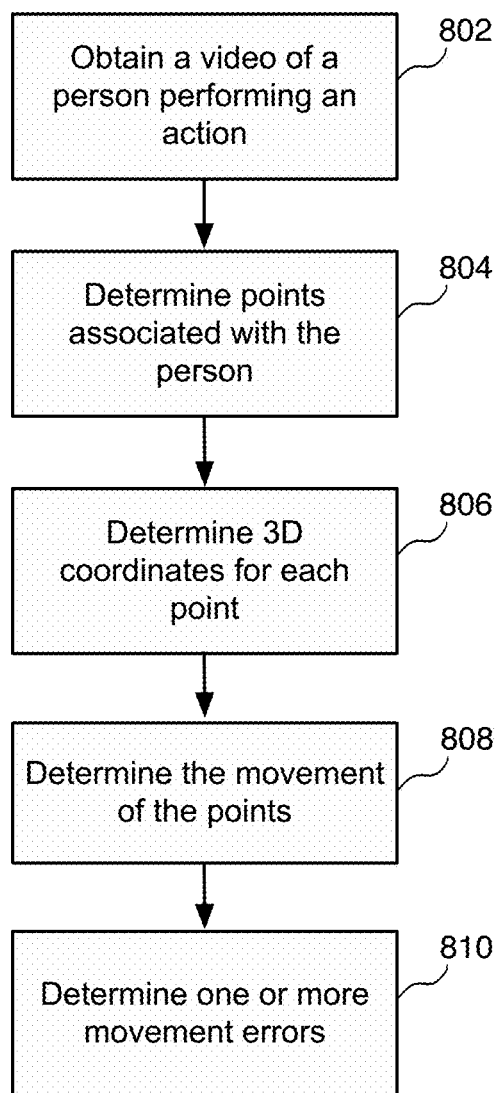 802
Obtain a video of a
person performing an
action
804
Determine points
associated with the
person
806
Determine 3D
coordinates for each
point
808
Determine the movement
of the points
810
Determine one or more
movement errors